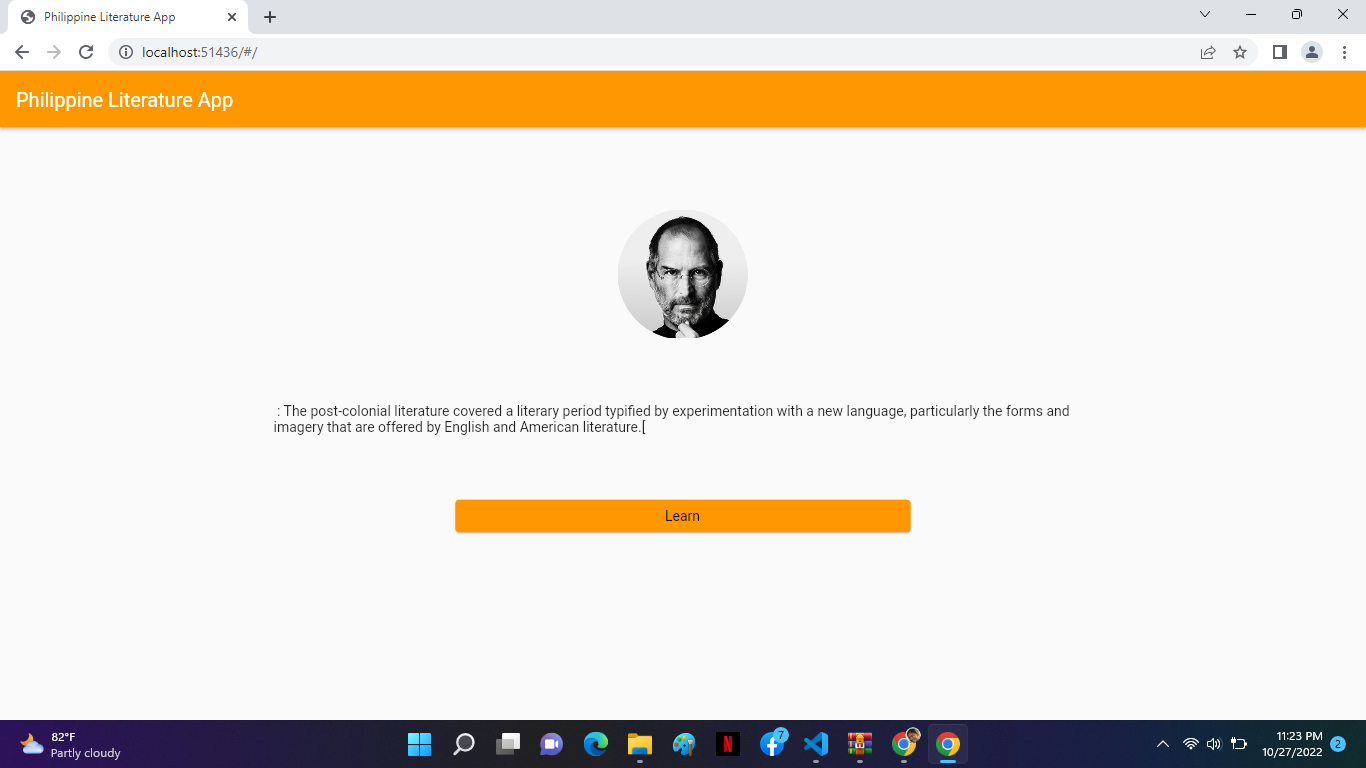 Philippine Literature App
localhost:51436/#/
Philippine Literature App
: The post-colonial literature covered a literary period typified by experimentation with a new language, particularly the forms and
imagery that are offered by English and American literature.[
Learn
82°F
Partly cloudy
N
7
11:23 PM
10/27/2022
2